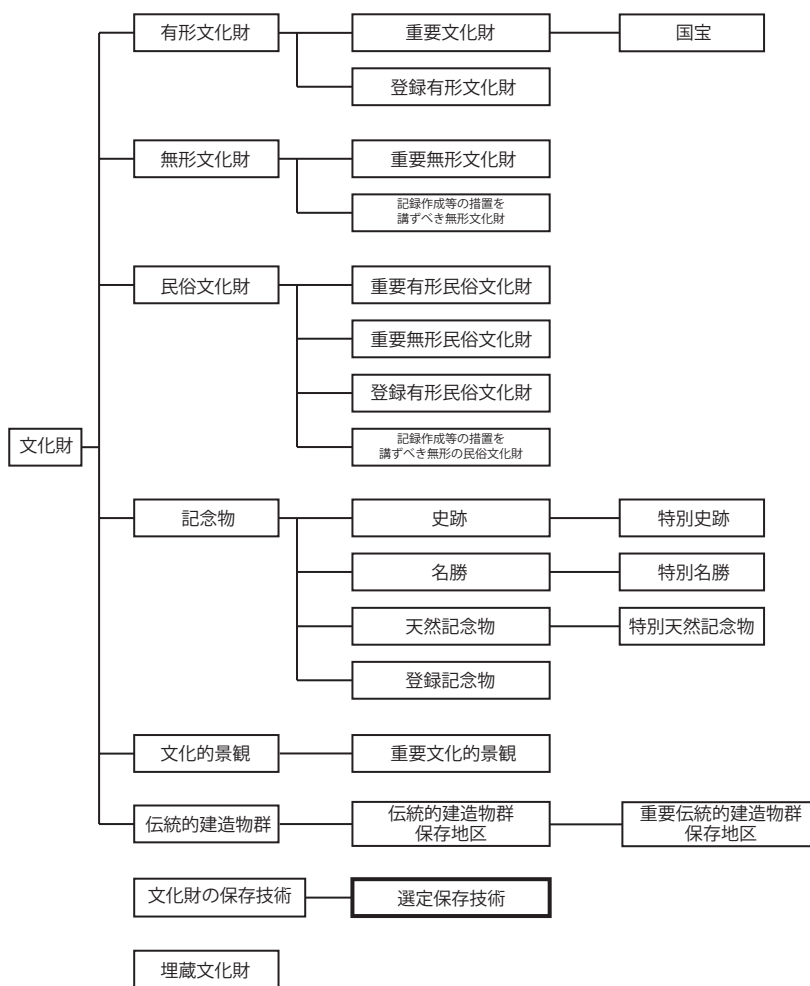 有形文化財
重要文化財
国宝
登録有形文化財
無形文化財
重要無形文化財
記録作成等の措置を
講ずべき無形文化財
民俗文化財
重要有形民俗文化財
重要無形民俗文化財
登録有形民俗文化財
記録作成等の措置を
講ずべき無形の民俗文化財
文化財
記念物
史跡
特別史跡
名勝
特別名勝
天然記念物
特別天然記念物
登録記念物
文化的景観
重要文化的景観
伝統的建造物群
伝統的建造物群
保存地区
重要伝統的建造物群
保存地区
文化財の保存技術
選定保存技術
埋蔵文化財